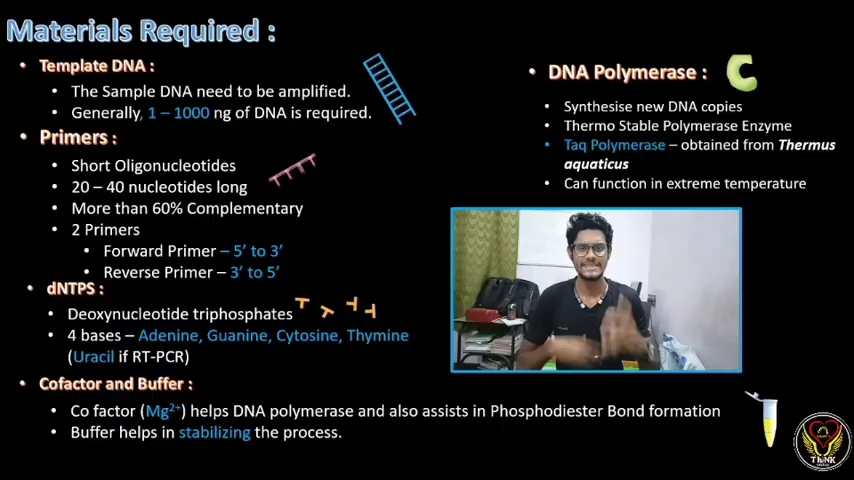 Materials Required :
• Template DNA :
• The Sample DNA need to be amplified.
• Generally, 1 – 1000 ng of DNA is required.
• Primers :
• Short Oligonucleotides
• 20 – 40 nucleotides long
• More than 60% Complementary
• 2 Primers
• Forward Primer – 5’ to 3’
• Reverse Primer – 3’ to 5’
• dNTPS :
• Deoxynucleotide triphosphates
• 4 bases – Adenine, Guanine, Cytosine, Thymine
(Uracil if RT-PCR)
• Cofactor and Buffer :
• Co factor (Mg²⁺) helps DNA polymerase and also assists in Phosphodiester Bond formation
• Buffer helps in stabilizing the process.
• DNA Polymerase :
• Synthesise new DNA copies
• Thermo Stable Polymerase Enzyme
• Taq Polymerase – obtained from Thermus
aquaticus
• Can function in extreme temperature